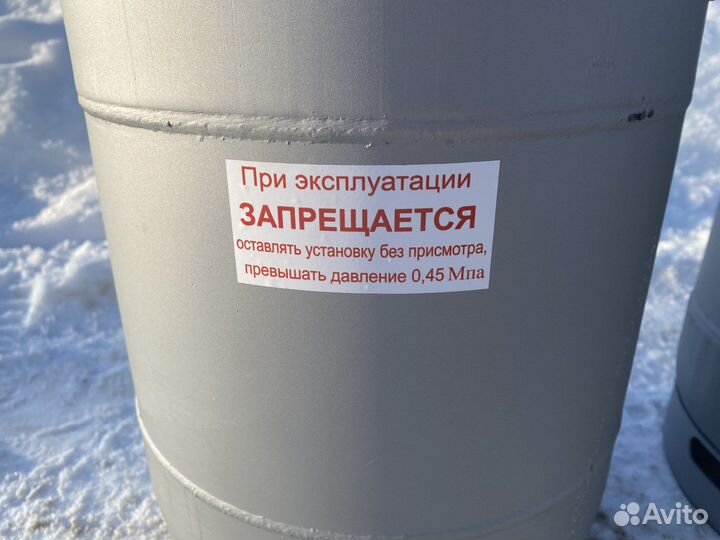 При эксплуатации
ЗАПРЕЩАЕТСЯ
оставлять установку без присмотра,
превышать давление 0,45 Мпа
Avito